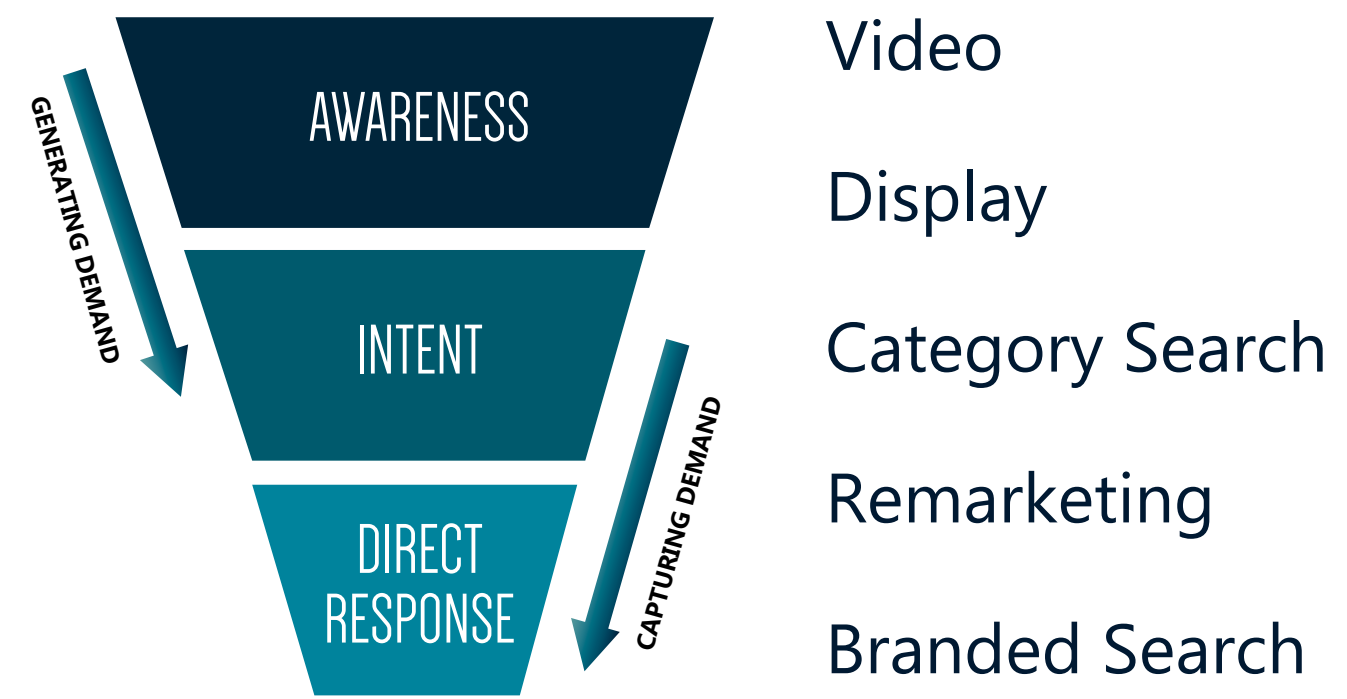 GENERATING DEMAND
AWARENESS
INTENT
DIRECT
RESPONSE
CAPTURING DEMAND
Video
Display
Category Search
Remarketing
Branded Search